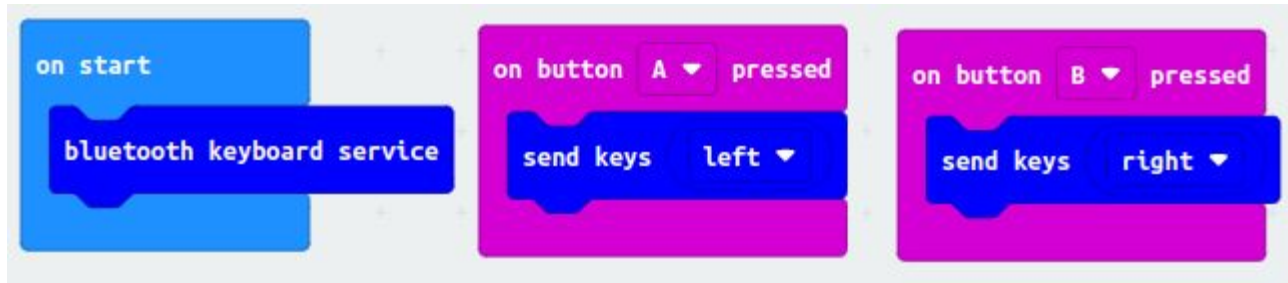 on start
bluetooth keyboard service
on button A pressed
send keys left
on button B pressed
send keys right